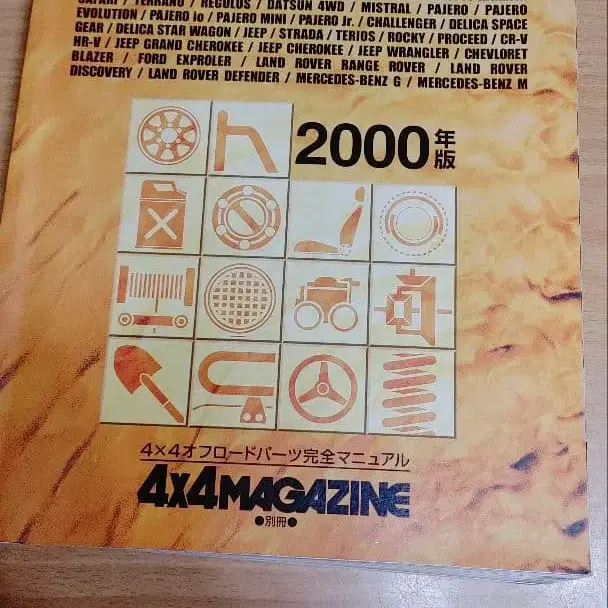 SAFARI / TERRANO / REGULUS / DATSUN 4WD / MISTRAL / PAJERO / PAJERO
EVOLUTION / PAJERO io / PAJERO MINI / PAJERO Jr. / CHALLENGER / DELICA SPACE
GEAR / DELICA STAR WAGON / JEEP / STRADA / TERIOS / ROCKY / PROCEED / CR-V
HR-V / JEEP GRAND CHEROKEE / JEEP CHEROKEE / JEEP WRANGLER / CHEVLORET
BLAZER / FORD EXPROLER / LAND ROVER RANGE ROVER / LAND ROVER
DISCOVERY / LAND ROVER DEFENDER / MERCEDES-BENZ G / MERCEDES-BENZ M
2000年版
4×4オフロードパーツ完全マニュアル
4X4MAGAZINE
●別冊●